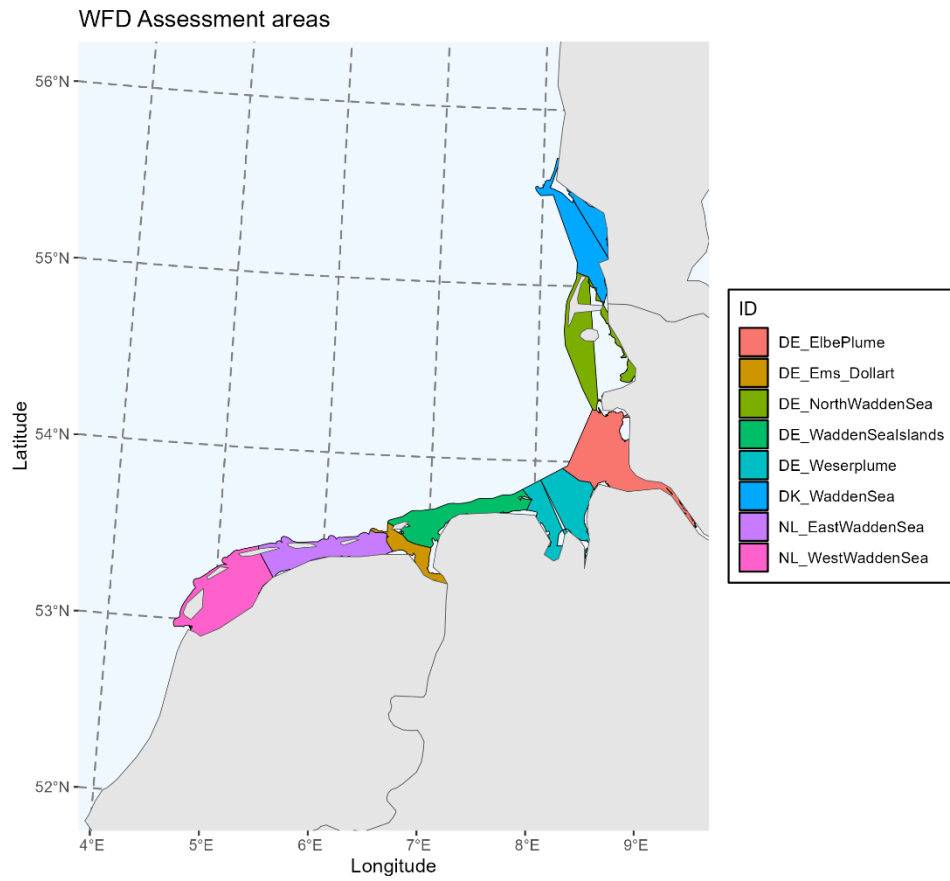 WFD Assessment areas
56°N
55°N
54°N
53°N
52°N
Latitude
4°E
5°E
6°E
7°E
8°E
9°E
Longitude
ID
DE_ElbePlume
DE_Ems_Dollart
DE_NorthWaddenSea
DE_WaddenSeaIslands
DE_Weserplume
DK_WaddenSea
NL_EastWaddenSea
NL_WestWaddenSea